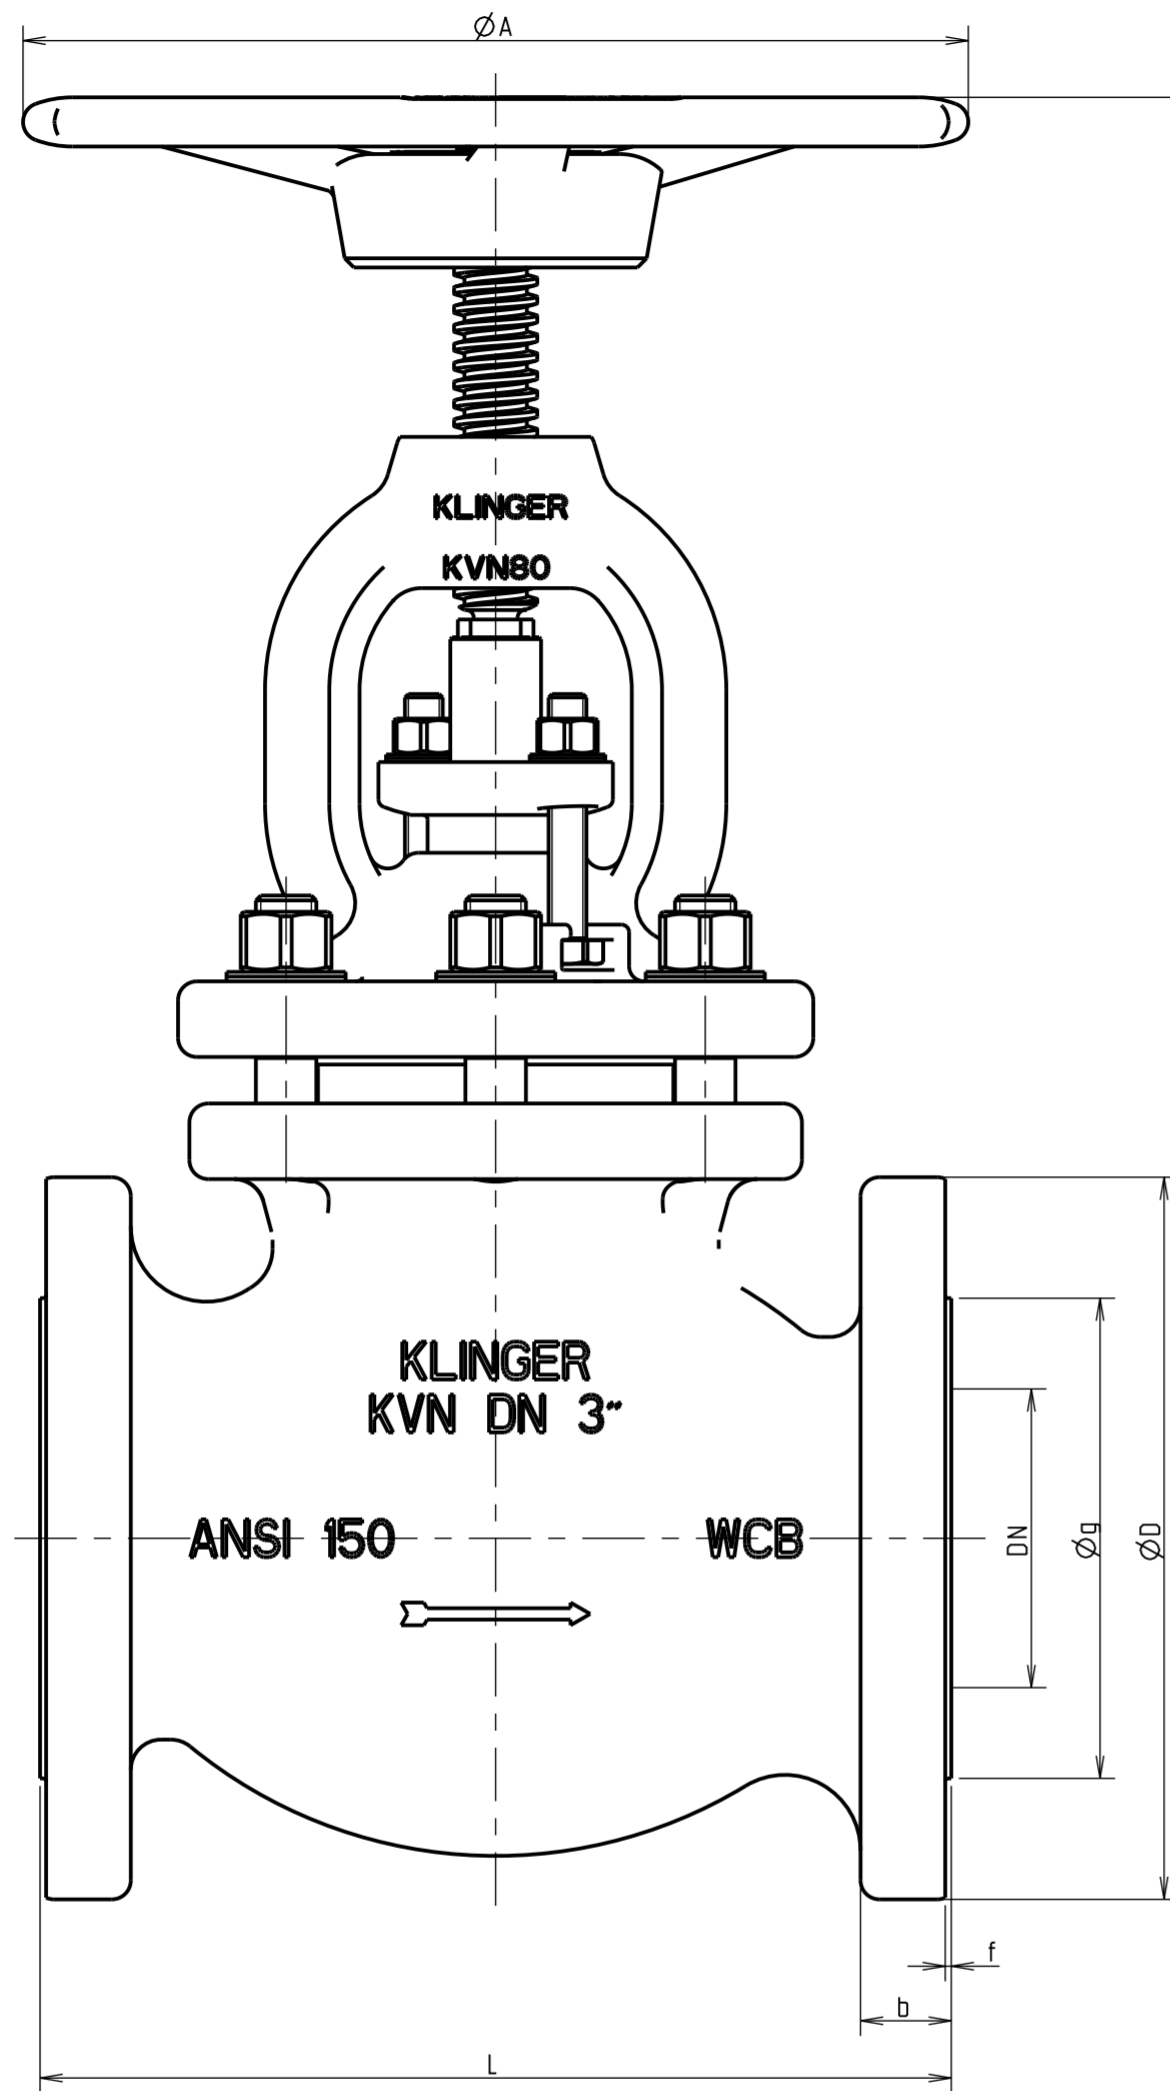 ØA
KLINGER
KVN80
KLINGER
KVN DN 3"
ANSI 150
WCB
DN
Øg
ØD
f
b
L